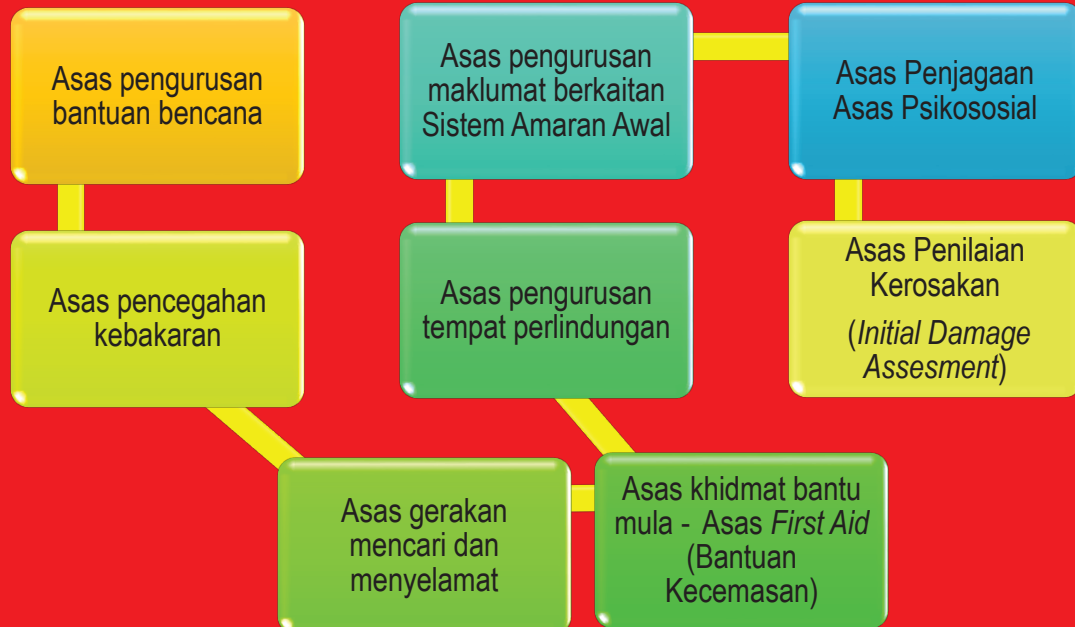 Asas pengurusan
bantuan bencana
Asas pencegahan
kebakaran
Asas gerakan
mencari dan
menyelamat
Asas khidmat bantu
mula - Asas First Aid
(Bantuan
Kecemasan)
Asas pengurusan
tempat perlindungan
Asas pengurusan
maklumat berkaitan
Sistem Amaran Awal
Asas Penjagaan
Asas Psikososial
Asas Penilaian
Kerosakan
(Initial Damage
Assesment)